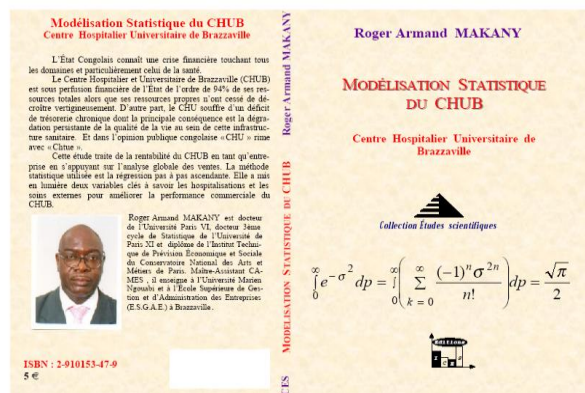 Modélisation Statistique du CHUB
Centre Hospitalier Universitaire de Brazzaville
L'État Congolais connaît une crise financière touchant tous
les domaines et particulièrement celui de la santé.
Le Centre Hospitalier et Universitaire de Brazzaville (CHUB)
est sous perfusion financière de l'État de l'ordre de 94% de ses res-
sources totales alors que ses ressources propres n'ont cessé de dé-
croître vertigineusement. D'autre part, le CHU souffre d'un déficit
de trésorerie chronique dont la principale conséquence est la dégra-
dation persistante de la qualité de la vie au sein de cette infrastruc-
ture sanitaire. Et dans l'opinion publique congolaise «CHU » rime
avec «Chtue ».
Cette étude traite de la rentabilité du CHUB en tant qu'entre-
prise en s'appuyant sur l'analyse globale des ventes. La méthode
statistique utilisée est la régression pas à pas ascendante. Elle a mis
en lumière deux variables clés à savoir les hospitalisations et les
soins externes pour améliorer la performance commerciale du
CHUB.
Roger Armand MAKANY est docteur
de l'Université Paris VI, docteur 3ème
cycle de Statistique de l'Université de
Paris XI et diplômé de l'Institut Techni-
que de Prévision Économique et Sociale
du Conservatoire National des Arts et
Métiers de Paris. Maître-Assistant CA-
MES , il enseigne à l'Université Marien
Ngouabi et à l'École Supérieure de Ges-
tion et d'Administration des Entreprises
(E.S.G.A.E.) à Brazzaville .
ISBN : 2-910153-47-9
5 €
Roger Armand MAKANY
MODÉLISATION STATISTIQUE DU CHUB
CES
Roger Armand MAKANY
MODÉLISATION STATISTIQUE
DU CHUB
Centre Hospitalier Universitaire de
Brazzaville
Collection Études scientifiques
∞∫0 e^{-σ^2} dp = ∞∫0 ( ∞∑k = 0 (-1)^n σ^{2n} / n! ) dp = √π / 2